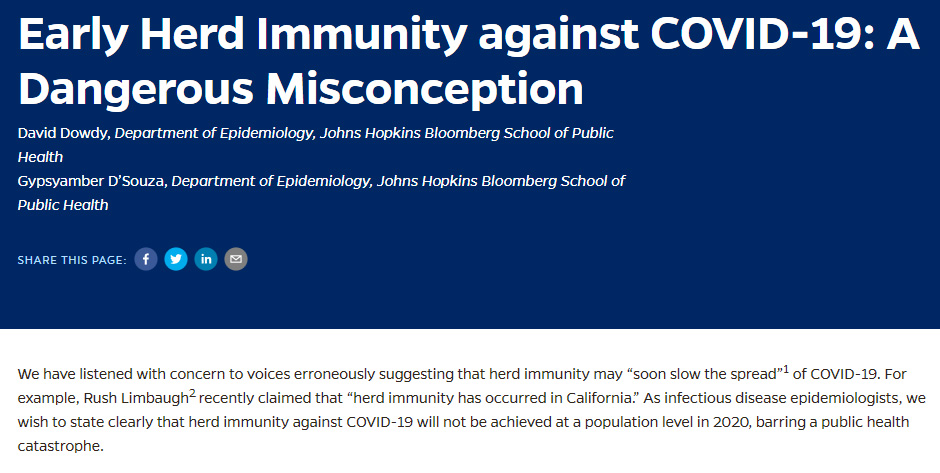 Early Herd Immunity against COVID-19: A
Dangerous Misconception
David Dowdy, Department of Epidemiology, Johns Hopkins Bloomberg School of Public
Health
Gypsyamber D’Souza, Department of Epidemiology, Johns Hopkins Bloomberg School of
Public Health
SHARE THIS PAGE:
We have listened with concern to voices erroneously suggesting that herd immunity may “soon slow the spread”1 of COVID-19. For
example, Rush Limbaugh2 recently claimed that “herd immunity has occurred in California.” As infectious disease epidemiologists, we
wish to state clearly that herd immunity against COVID-19 will not be achieved at a population level in 2020, barring a public health
catastrophe.